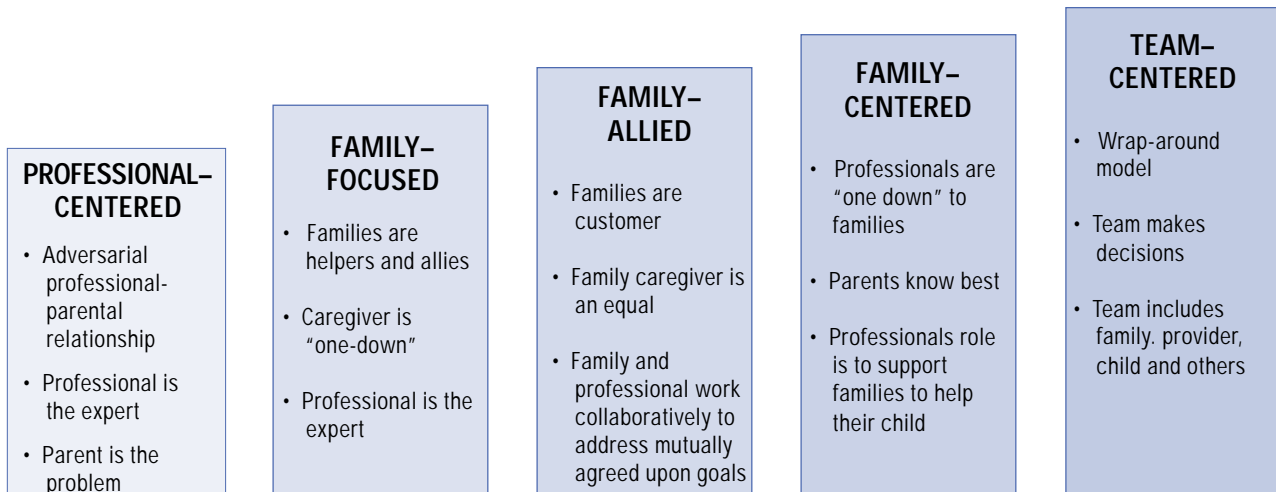 PROFESSIONAL–
CENTERED
• Adversarial
professional-
parental
relationship
• Professional is
the expert
• Parent is the
problem
FAMILY–
FOCUSED
• Families are
helpers and allies
• Caregiver is
“one-down”
• Professional is the
expert
FAMILY–
ALLIED
• Families are
customer
• Family caregiver is
an equal
• Family and
professional work
collaboratively to
address mutually
agreed upon goals
FAMILY–
CENTERED
• Professionals are
“one down” to
families
• Parents know best
• Professionals role
is to support
families to help
their child
TEAM–
CENTERED
• Wrap-around
model
• Team makes
decisions
• Team includes
family. provider,
child and others